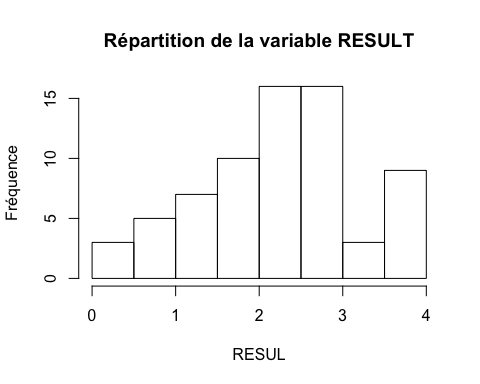 Répartition de la variable RESULT
Fréquence
15
10
5
0
0 1 2 3 4
RESUL